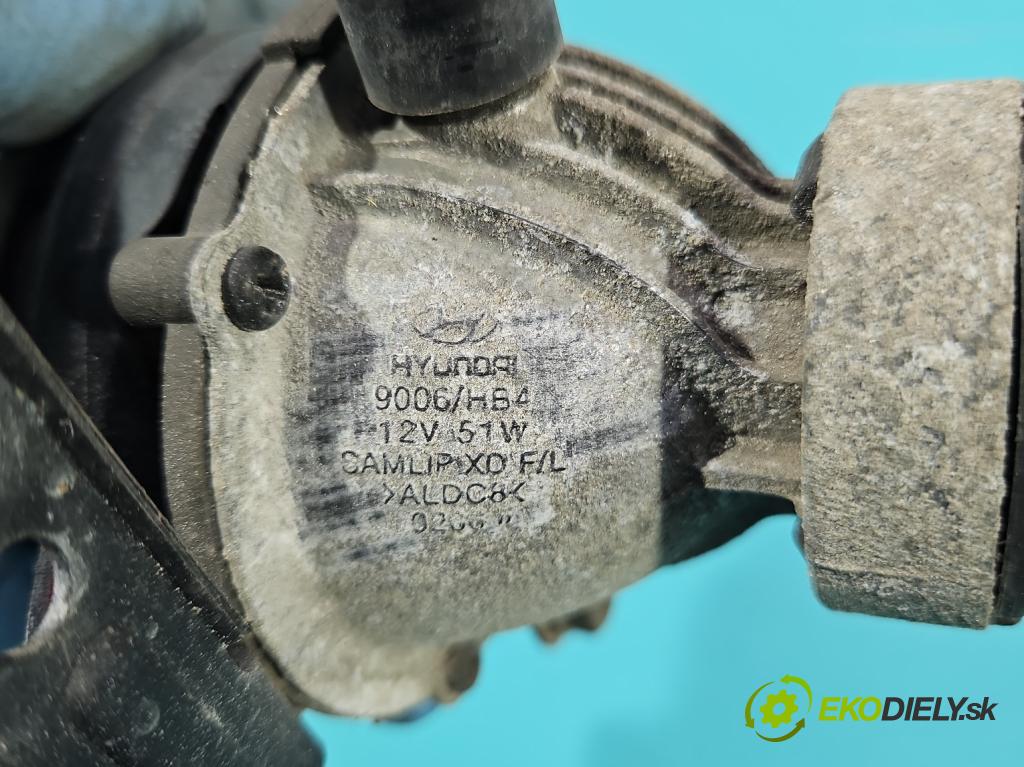 HYUNDAI
9006/HB4
12V 51W
SAMLIP XD F/L
>ALDC8<
EKODIELY.sk